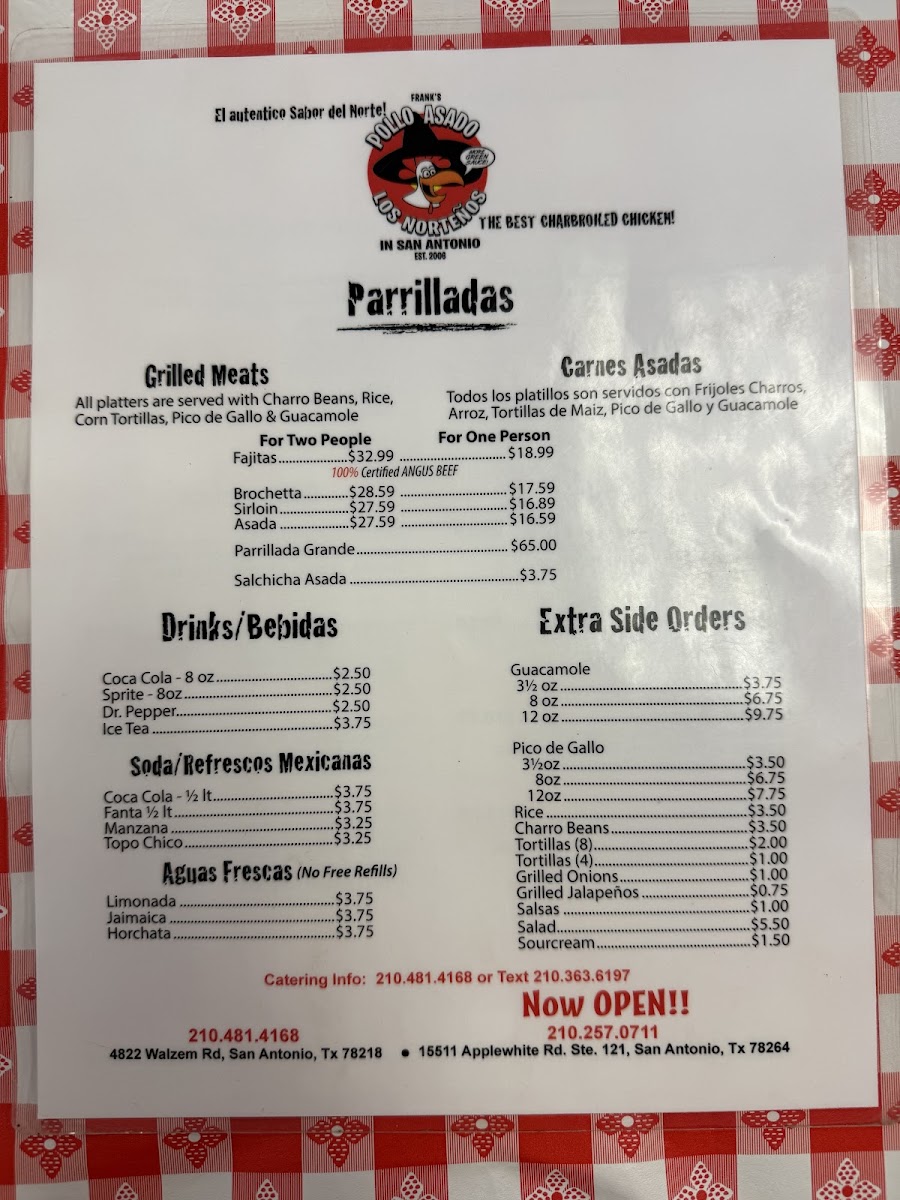 El autentico Sabor del Norte!
FRANK'S
POLLO ASADO
MORE GREEN SAUCE!
LOS NORTEÑOS
IN SAN ANTONIO
EST. 2006
THE BEST CHARBROILED CHICKEN!
Parrilladas
Grilled Meats
All platters are served with Charro Beans, Rice,
Corn Tortillas, Pico de Gallo & Guacamole
Carnes Asadas
Todos los platillo son servidos con Frijoles Charros,
Arroz, Tortillas de Maiz, Pico de Gallo y Guacamole
For Two People For One Person
Fajitas....................$32.99 ..............................$18.99
100% Certified ANGUS BEEF
Brochetta............$28.59 ..............................$17.59
Sirloin..................$27.59 ..............................$16.89
Asada ..................$27.59 ..............................$16.59
Parrillada Grande.......................................... $65.00
Salchicha Asada ..............................................$3.75
Drinks/Bebidas
Coca Cola - 8 oz................................$2.50
Sprite - 8oz........................................$2.50
Dr. Pepper..........................................$2.50
Ice Tea ................................................$3.75
Soda/Refrescos Mexicanas
Coca Cola - ½ lt.................................$3.75
Fanta ½ lt...........................................$3.75
Manzana ............................................$3.25
Topo Chico.........................................$3.25
Aguas Frescas (No Free Refills)
Limonada ...........................................$3.75
Jaimaica .............................................$3.75
Horchata ............................................$3.75
Extra Side Orders
Guacamole
3½ oz..................................................$3.75
8 oz..................................................$6.75
12 oz..................................................$9.75
Pico de Gallo
3½oz..................................................$3.50
8oz..................................................$6.75
12oz..................................................$7.75
Rice........................................................$3.50
Charro Beans......................................$3.50
Tortillas (8)..........................................$2.00
Tortillas (4)..........................................$1.00
Grilled Onions...................................$1.00
Grilled Jalapeños ..............................$0.75
Salsas ...................................................$1.00
Salad.....................................................$5.50
Sourcream..........................................$1.50
Catering Info: 210.481.4168 or Text 210.363.6197
Now OPEN!!
210.481.4168
210.257.0711
4822 Walzem Rd, San Antonio, Tx 78218 • 15511 Applewhite Rd. Ste. 121, San Antonio, Tx 78264